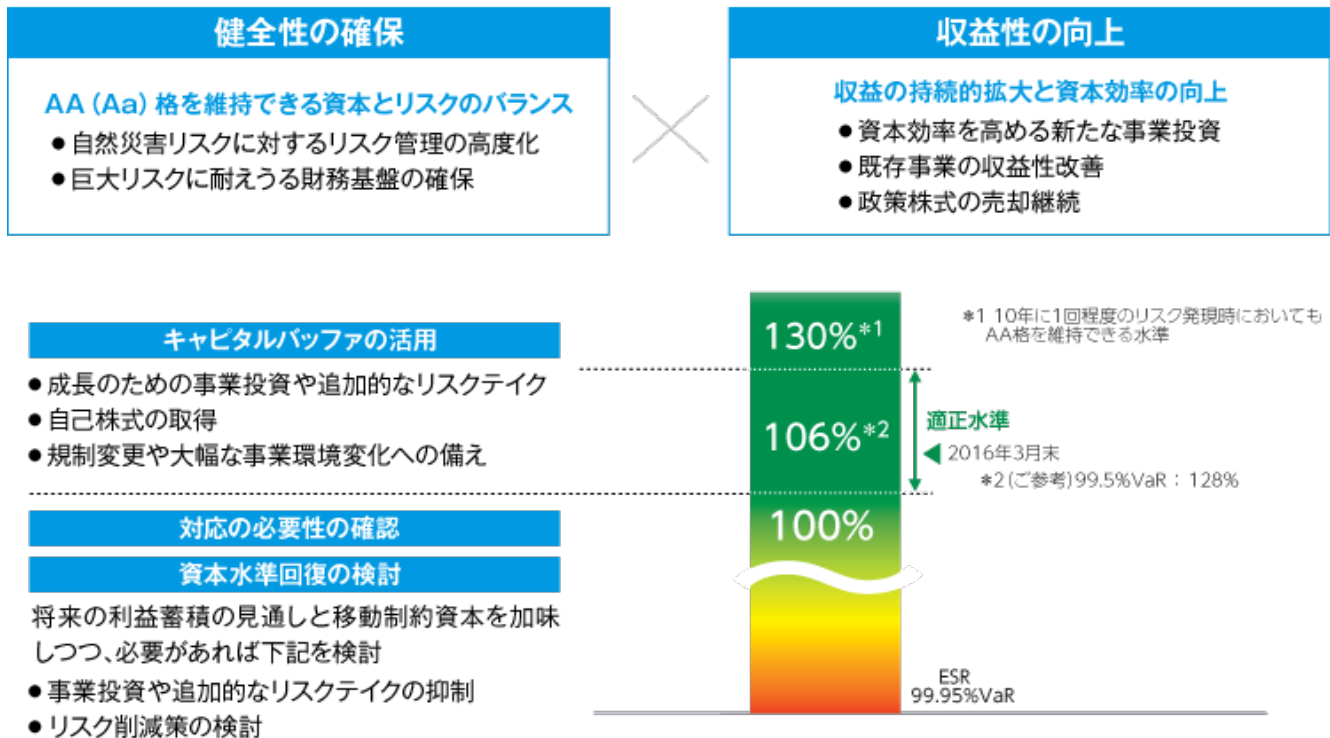 健全性の確保
AA (Aa) 格を維持できる資本とリスクのバランス
● 自然災害リスクに対するリスク管理の高度化
● 巨大リスクに耐えうる財務基盤の確保
収益性の向上
収益の持続的拡大と資本効率の向上
● 資本効率を高める新たな事業投資
● 既存事業の収益性改善
● 政策株式の売却継続
キャピタルバッファの活用
● 成長のための事業投資や追加的なリスクテイク
● 自己株式の取得
● 規制変更や大幅な事業環境変化への備え
対応の必要性の確認
資本水準回復の検討
将来の利益蓄積の見通しと移動制約資本を加味
しつつ、必要があれば下記を検討
● 事業投資や追加的なリスクテイクの抑制
● リスク削減策の検討
130%*1
106%*2
100%
*1 10年に1回程度のリスク発現時においても
AA格を維持できる水準
適正水準
2016年3月末
*2 (ご参考) 99.5%VaR : 128%
ESR
99.95%VaR